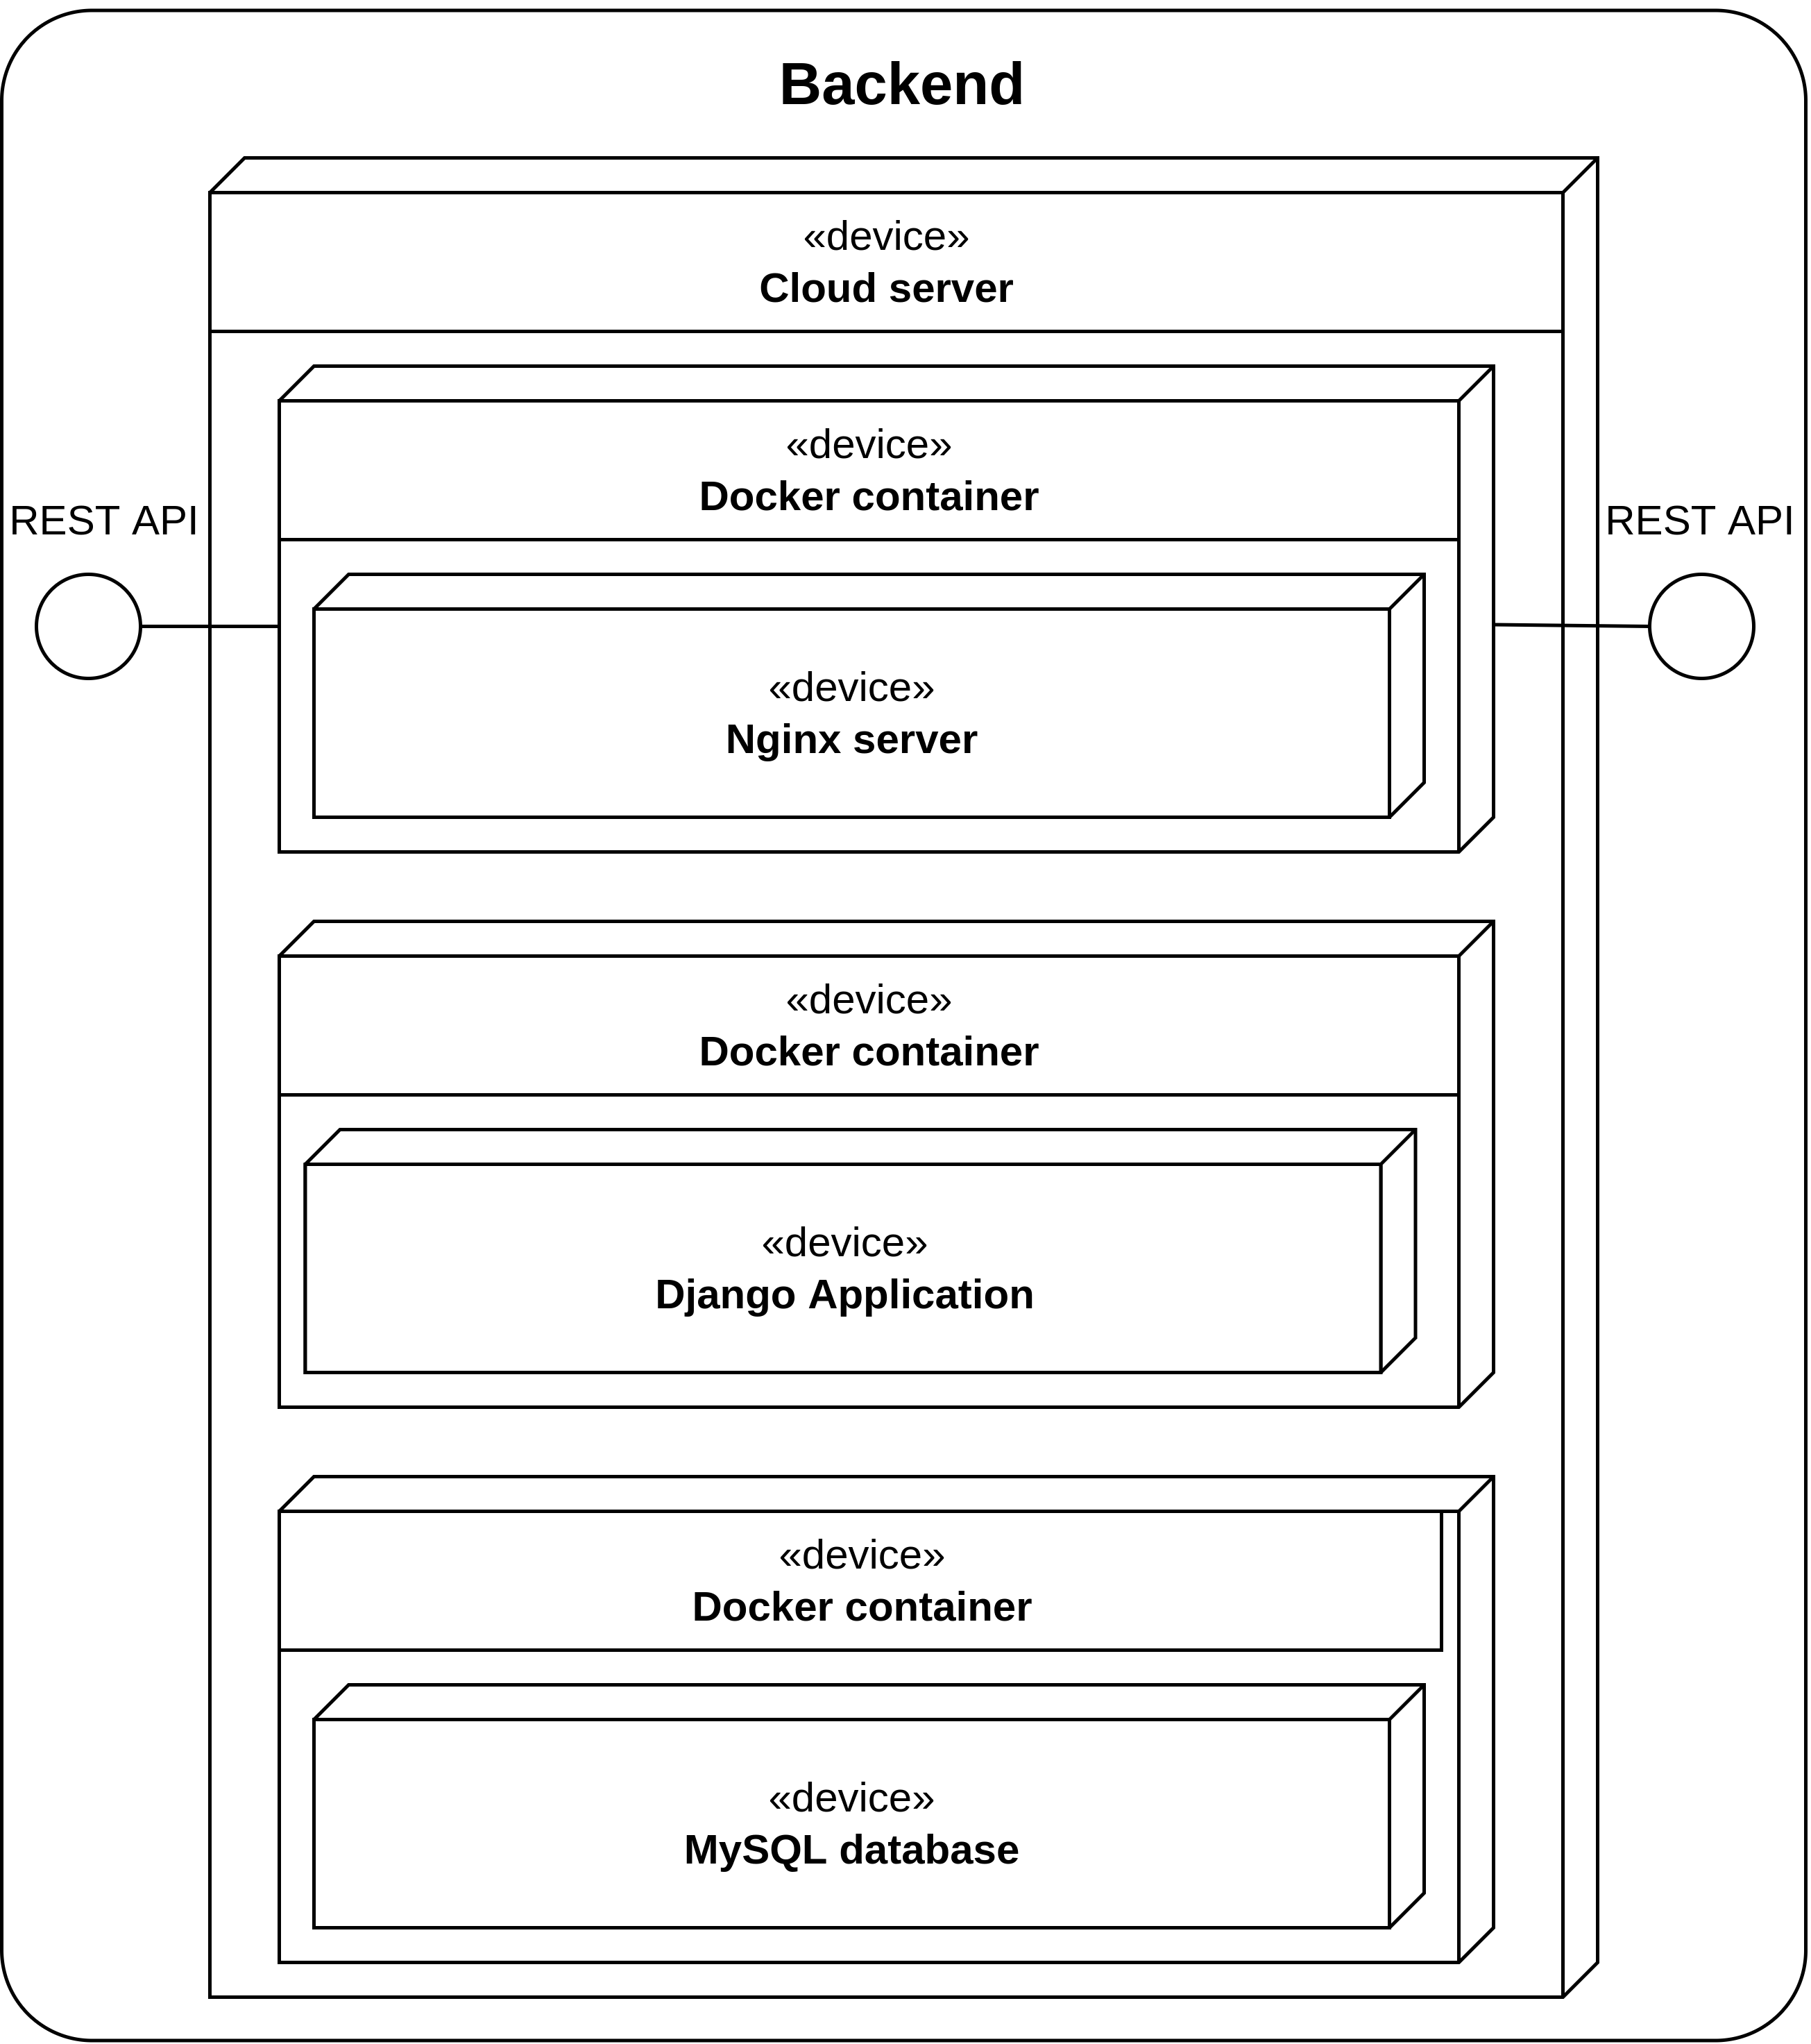 Backend
«device»
Cloud server
«device»
Docker container
REST API
REST API
«device»
Nginx server
«device»
Docker container
«device»
Django Application
«device»
Docker container
«device»
MySQL database